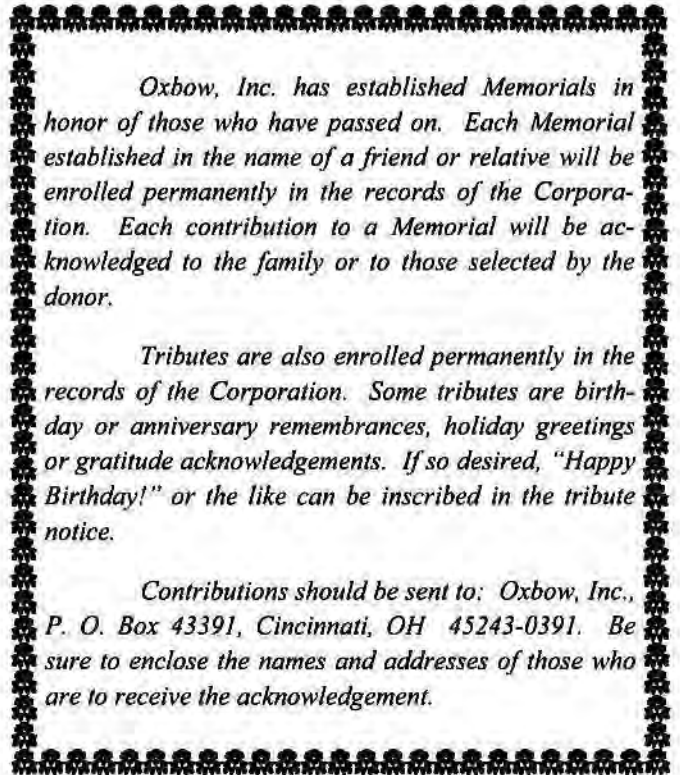 Oxbow, Inc. has established Memorials in
honor of those who have passed on. Each Memorial
established in the name of a friend or relative will be
enrolled permanently in the records of the Corpora-
tion. Each contribution to a Memorial will be ac-
knowledged to the family or to those selected by the
donor.
Tributes are also enrolled permanently in the
records of the Corporation. Some tributes are birth-
day or anniversary remembrances, holiday greetings
or gratitude acknowledgements. If so desired, "Happy
Birthday!" or the like can be inscribed in the tribute
notice.
Contributions should be sent to: Oxbow, Inc.,
P. O. Box 43391, Cincinnati, OH 45243-0391. Be
sure to enclose the names and addresses of those who
are to receive the acknowledgement.